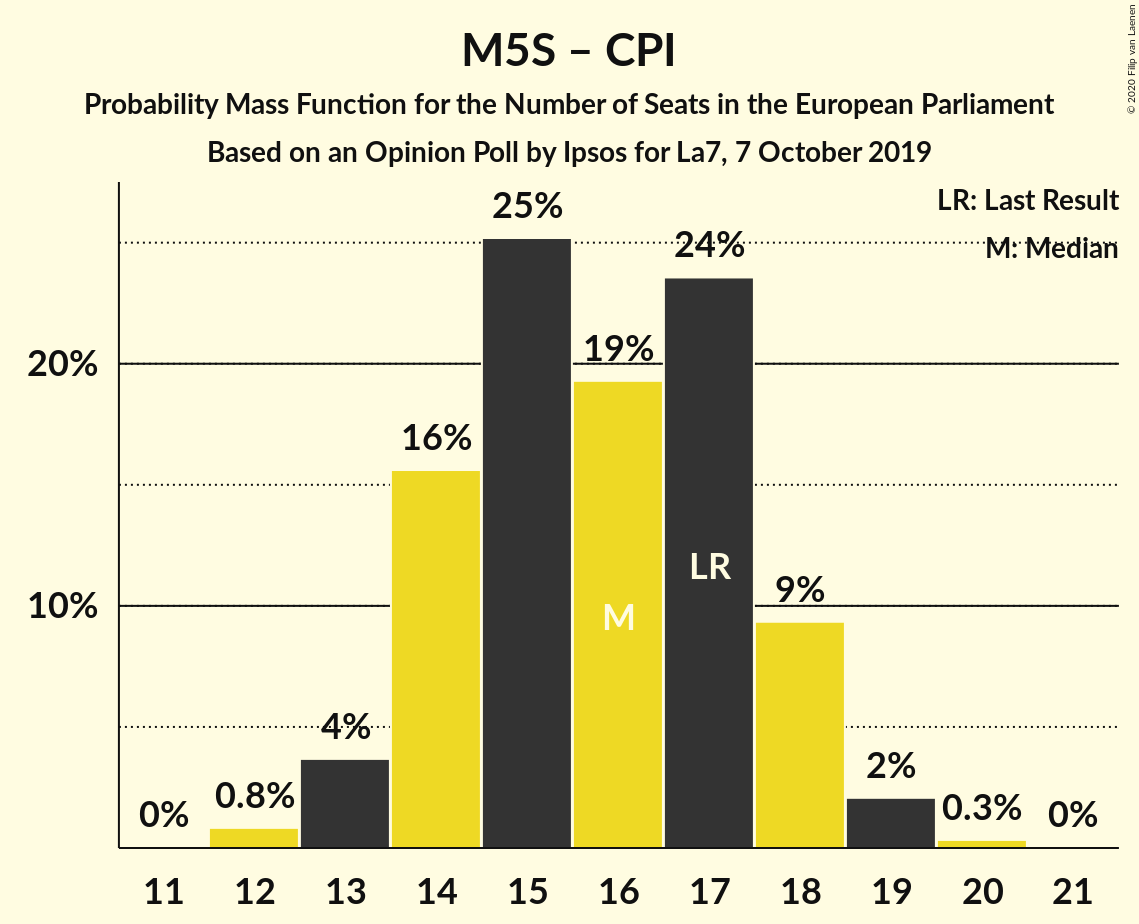 M5S – CPI
Probability Mass Function for the Number of Seats in the European Parliament
Based on an Opinion Poll by Ipsos for La7, 7 October 2019
© 2020 Filip van Laenen
LR: Last Result
M: Median
25%
24%
20%
19%
16%
LR
10%
9%
M
4%
2%
0%
0.8%
0.3%
0%
11 12 13 14 15 16 17 18 19 20 21